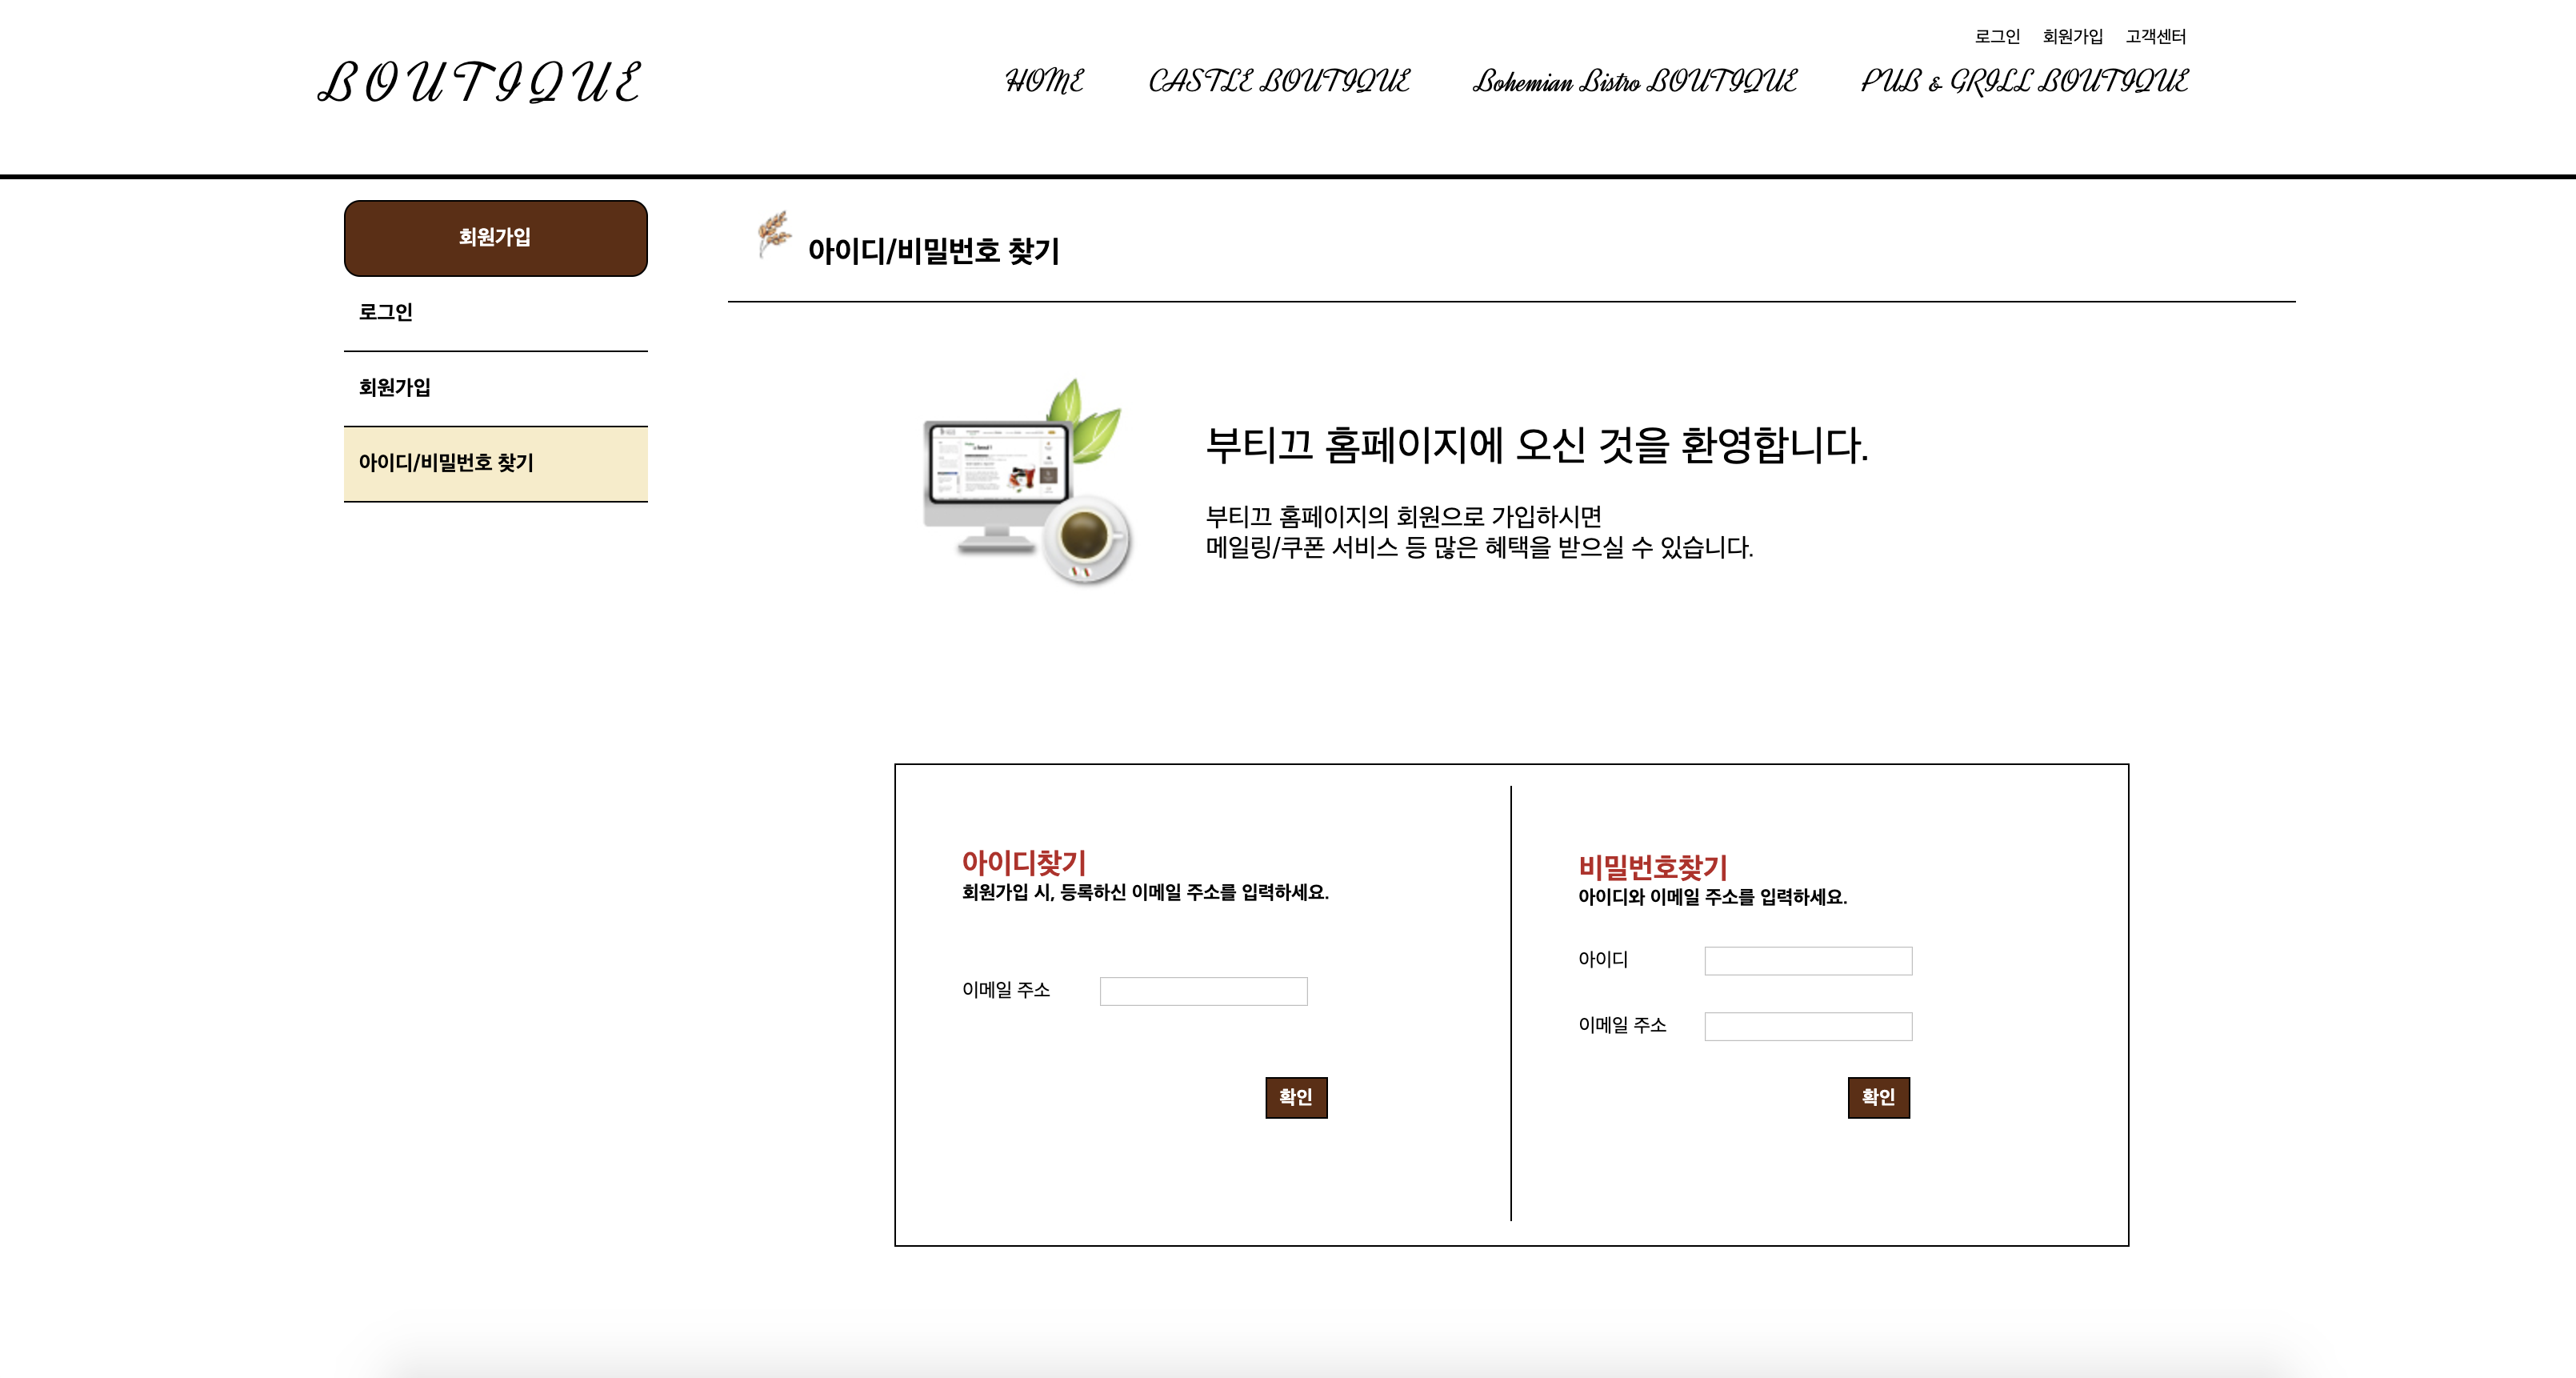 로그인 회원가입 고객센터
BOUTIQUE
HOME CASTLE BOUTIQUE Bohemian Bistro BOUTIQUE PUB & GRILL BOUTIQUE
회원가입
로그인
회원가입
아이디/비밀번호 찾기
아이디/비밀번호 찾기
부티끄 홈페이지에 오신 것을 환영합니다.
부티끄 홈페이지의 회원으로 가입하시면
메일링/쿠폰 서비스 등 많은 혜택을 받으실 수 있습니다.
아이디찾기
회원가입 시, 등록하신 이메일 주소를 입력하세요.
이메일 주소
확인
비밀번호찾기
아이디와 이메일 주소를 입력하세요.
아이디
이메일 주소
확인